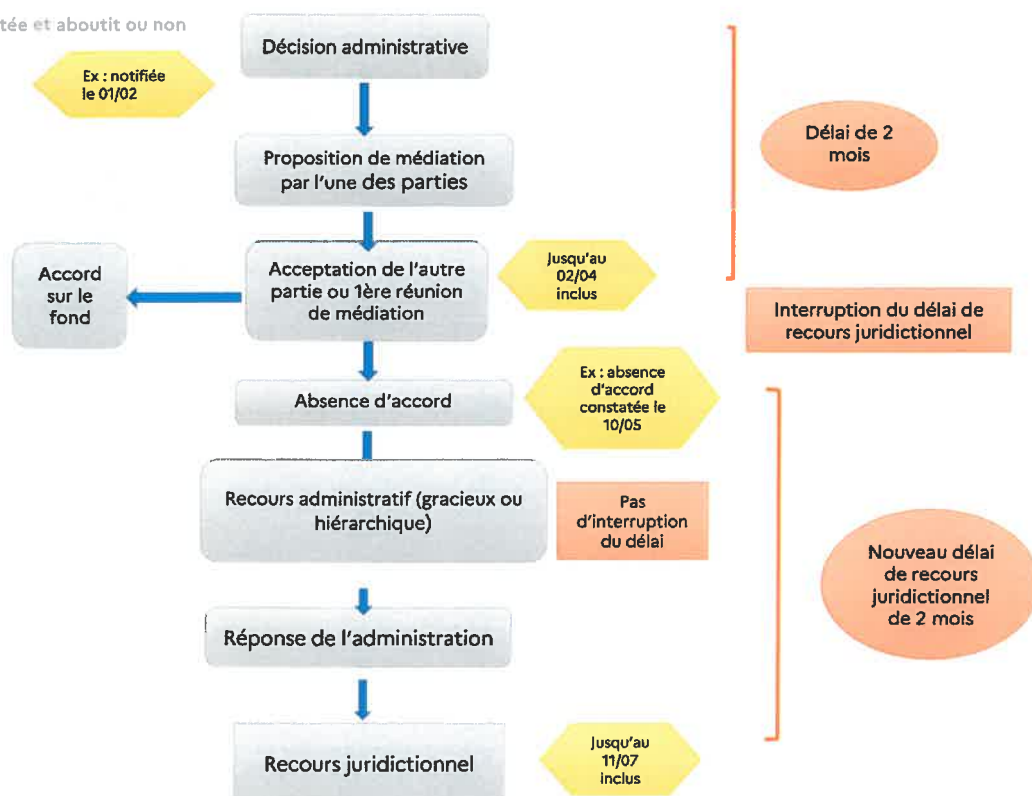 tée et aboutit ou non
Décision administrative
Ex : notifiée
le 01/02
Délai de 2
mois
Proposition de médiation
par l'une des parties
Accord
sur le
fond
Acceptation de l'autre
partie ou 1ère réunion
de médiation
Jusqu'au
02/04
inclus
Interruption du délai de
recours juridictionnel
Absence d'accord
Ex : absence
d'accord
constatée le
10/05
Recours administratif (gracieux ou
hiérarchique)
Pas
d'interruption
du délai
Nouveau délai
de recours
juridictionnel
de 2 mois
Réponse de l'administration
Recours juridictionnel
Jusqu'au
11/07
inclus